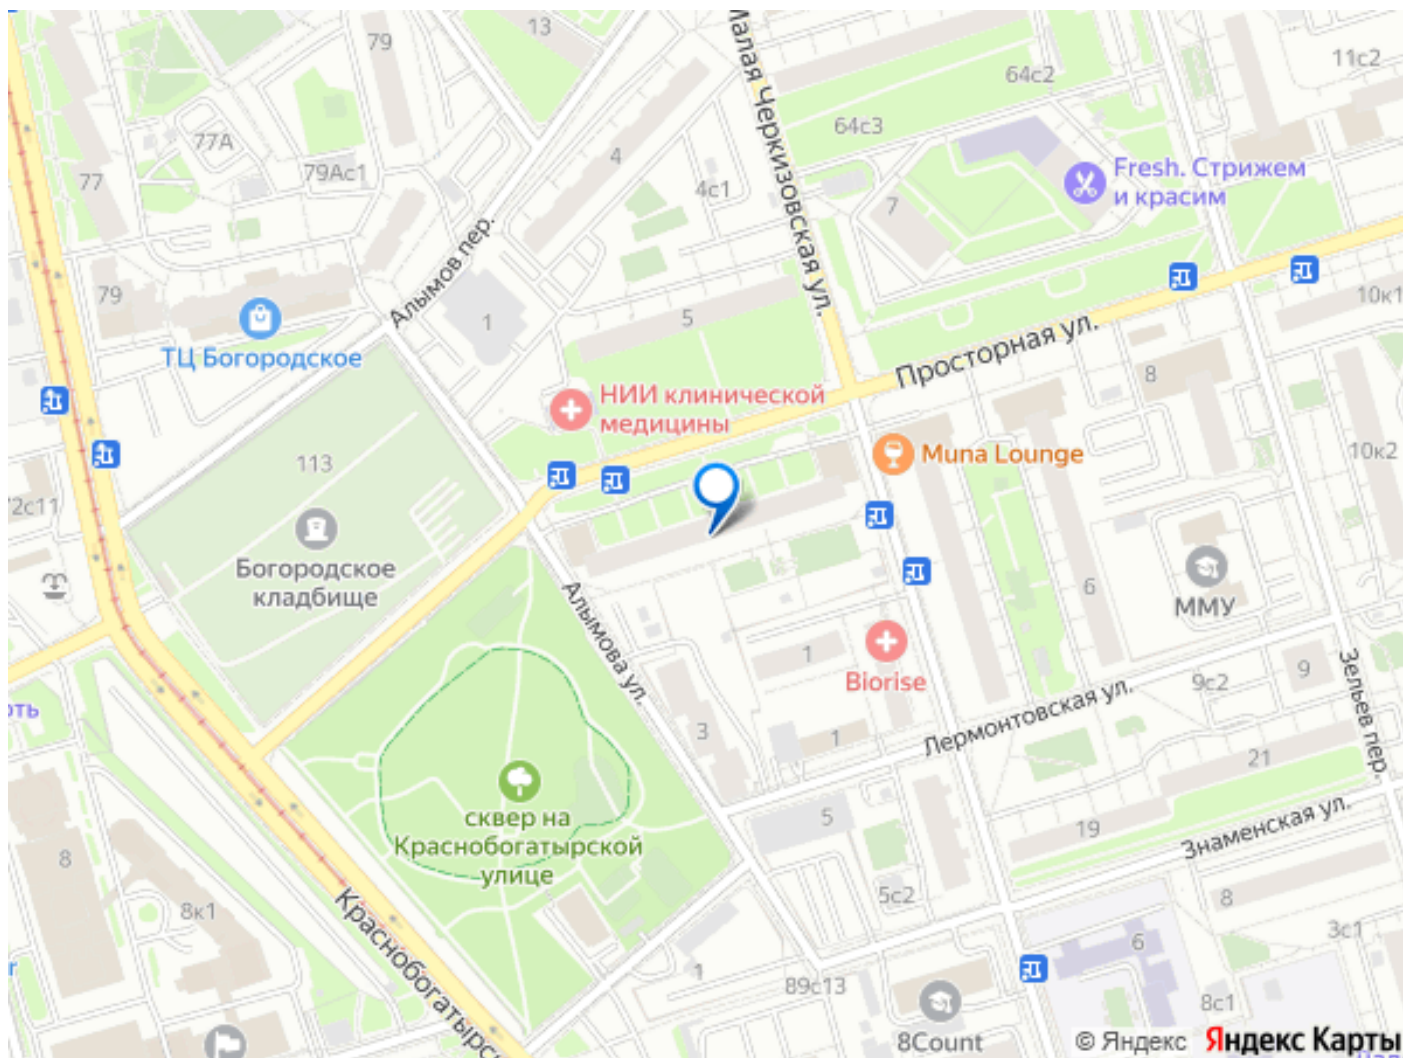 13
79
Малая Черкизовская ул.
11с2
64с2
77А
64с3
4
79Ас1
Fresh. Стрижем
и красим
77
4с1
7
Алымов пер.
79
10к1
1
5
ТЦ Богородское
Просторная ул.
8
НИИ клинической
медицины
Muna Lounge
10к2
113
2с11
Богородское
кладбище
6
ММУ
Алымова ул.
1
Biorise
9с2
9
Зельев пер.
Лермонтовская ул.
3
1
21
сквер на
Краснобогатырской
улице
5
19
Знаменская ул.
8
8к1
5с2
8
Краснобогатырс
6
3с1
1
89с13
8с1
8Count
© Яндекс
Яндекс Карты